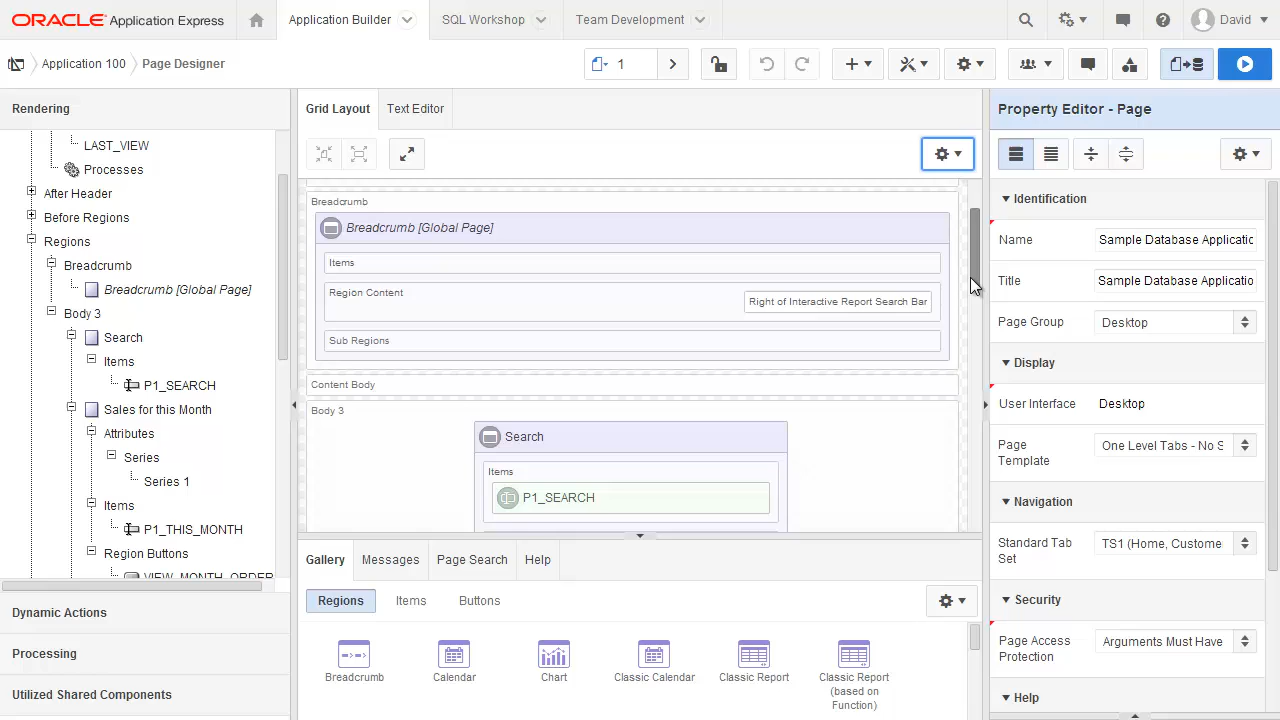 ORACLE Application Express
Application Builder
SQL Workshop
Team Development
David
Application 100
Page Designer
1
Rendering
LAST_VIEW
Processes
After Header
Before Regions
Regions
Breadcrumb
Breadcrumb [Global Page]
Body 3
Search
Items
P1_SEARCH
Sales for this Month
Attributes
Series
Series 1
Items
P1_THIS_MONTH
Region Buttons
VIEW_MONTH_ORDER
Dynamic Actions
Processing
Utilized Shared Components
Grid Layout
Text Editor
Breadcrumb
Breadcrumb [Global Page]
Items
Region Content
Right of Interactive Report Search Bar
Sub Regions
Content Body
Body 3
Search
Items
P1_SEARCH
Gallery
Messages
Page Search
Help
Regions
Items
Buttons
Breadcrumb
Calendar
Chart
Classic Calendar
Classic Report
Classic Report
(based on
Function)
Property Editor - Page
Identification
Name
Sample Database Applicatic
Title
Sample Database Applicatio
Page Group
Desktop
Display
User Interface
Desktop
Page
Template
One Level Tabs - No S
Navigation
Standard Tab
Set
TS1 (Home, Custome
Security
Page Access
Protection
Arguments Must Have
Help